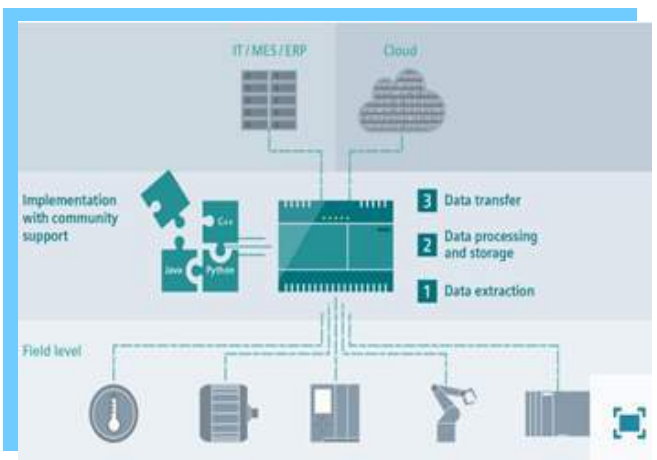 IT / MES / ERP
Cloud
Implementation
with community
support
C++
Java
Python
3 Data transfer
2 Data processing
and storage
1 Data extraction
Field level